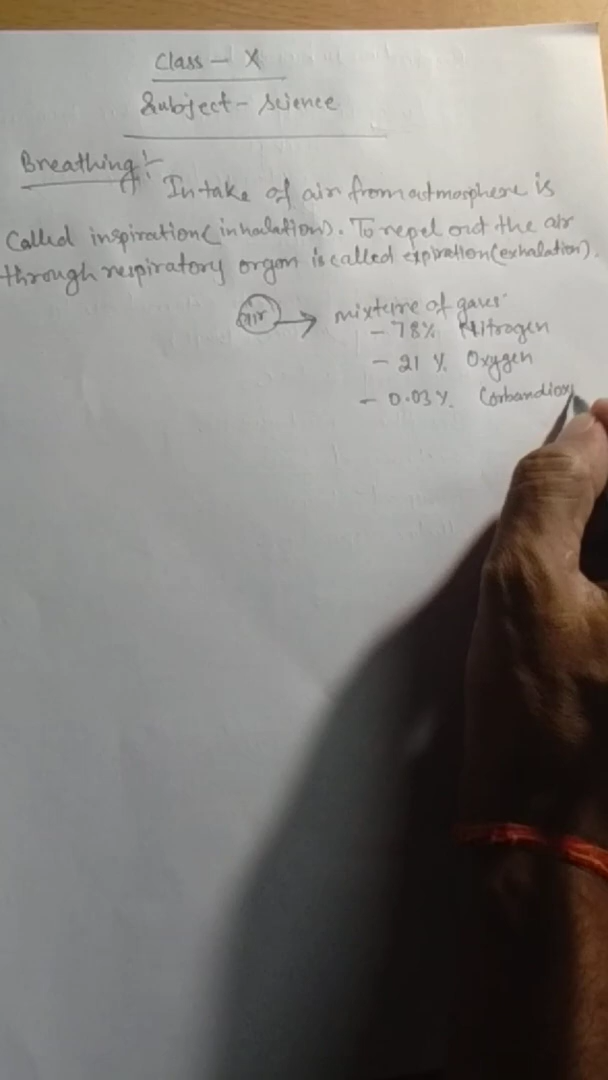 Class - X
Subject - Science
Breathing:-
Intake of air from atmosphere is
called inspiration (inhalation). To repel out the air
through respiratory organ is called expiration (exhalation).
air → mixture of gases
- 78% Nitrogen
- 21 % Oxygen
- 0.03 % Carbandiox